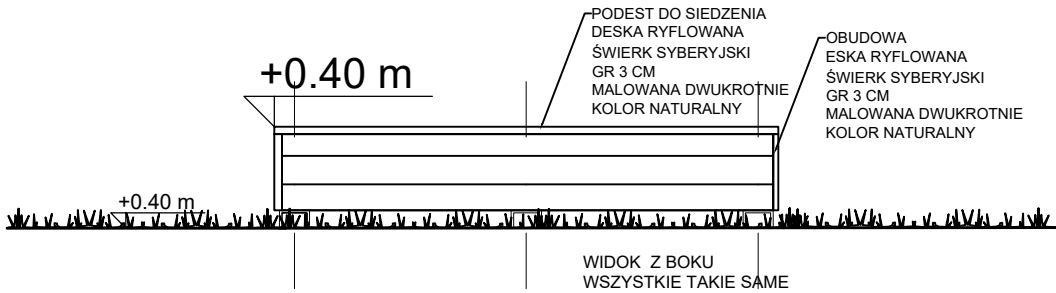 PODEST DO SIEDZENIA
DESKA RYFLOWANA
ŚWIERK SYBERYJSKI
GR 3 CM
MALOWANA DWUKROTNIE
KOLOR NATURALNY
OBUDOWA
ESKA RYFLOWANA
ŚWIERK SYBERYJSKI
GR 3 CM
MALOWANA DWUKROTNIE
KOLOR NATURALNY
+0.40 m
+0.40 m
WIDOK Z BOKU
WSZYSTKIE TAKIE SAME